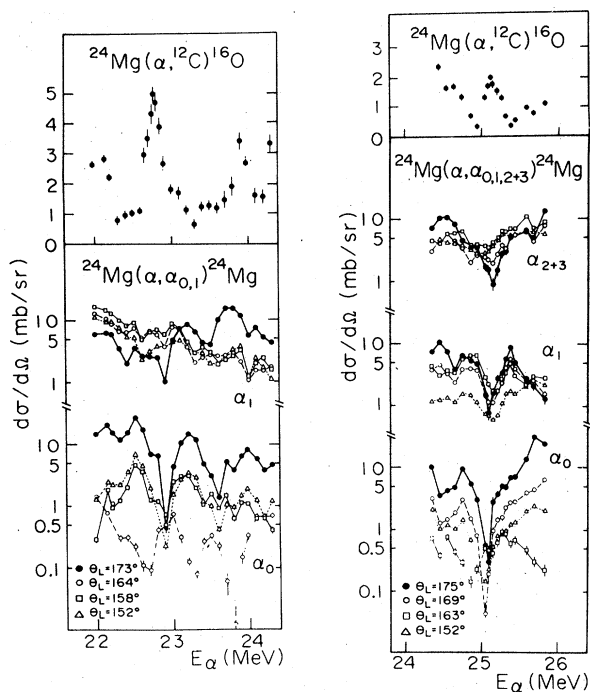 ²⁴Mg(α,¹²C)¹⁶O
5
4
3
2
1
0
²⁴Mg(α,α₀,₁)²⁴Mg
10
5
1
α₁
10
5
1
0.5
0.1
α₀
● θL=173°
○ θL=164°
□ θL=158°
△ θL=152°
22 23 24
Eα(MeV)
dσ/dΩ (mb/sr)
²⁴Mg(α,¹²C)¹⁶O
3
2
1
0
²⁴Mg(α,α₀,₁,₂₊₃)²⁴Mg
10
5
1
α₂₊₃
10
5
1
α₁
10
5
1
0.5
0.1
α₀
● θL=175°
○ θL=169°
□ θL=163°
△ θL=152°
24 25 26
Eα(MeV)
dσ/dΩ (mb/sr)